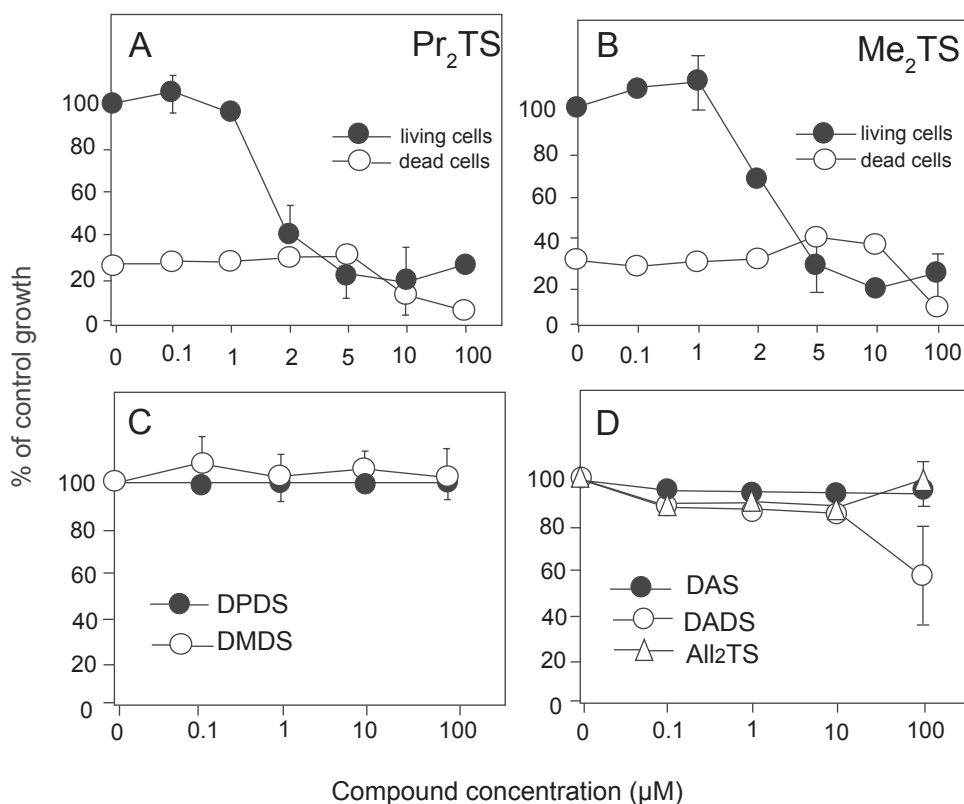 A
Pr2TS
100
80
60
40
20
0
living cells
dead cells
0 0.1 1 2 5 10 100
B
Me2TS
100
80
60
40
20
0
living cells
dead cells
0 0.1 1 2 5 10 100
% of control growth
C
100
80
60
40
20
0
DPDS
DMDS
0 0.1 1 10 100
D
100
80
60
40
20
0
DAS
DADS
All2TS
0 0.1 1 10 100
Compound concentration (µM)